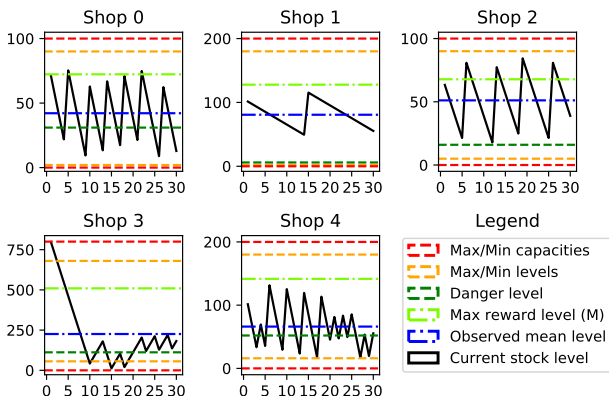 Shop 0
Shop 1
Shop 2
100
50
0
0 5 10 15 20 25 30
200
100
0
0 5 10 15 20 25 30
100
50
0
0 5 10 15 20 25 30
Shop 3
Shop 4
Legend
750
500
250
0
0 5 10 15 20 25 30
200
100
0
0 5 10 15 20 25 30
Max/Min capacities
Max/Min levels
Danger level
Max reward level (M)
Observed mean level
Current stock level